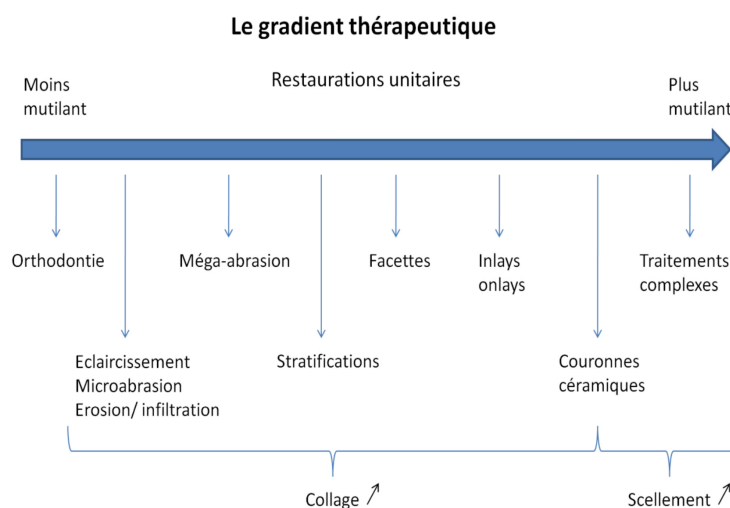 Le gradient thérapeutique
Moins
mutilant
Restaurations unitaires
Plus
mutilant
Orthodontie
Méga-abrasion
Facettes
Inlays
onlays
Traitements
complexes
Eclaircissement
Microabrasion
Erosion/ infiltration
Stratifications
Couronnes
céramiques
Collage ↗
Scellement ↗